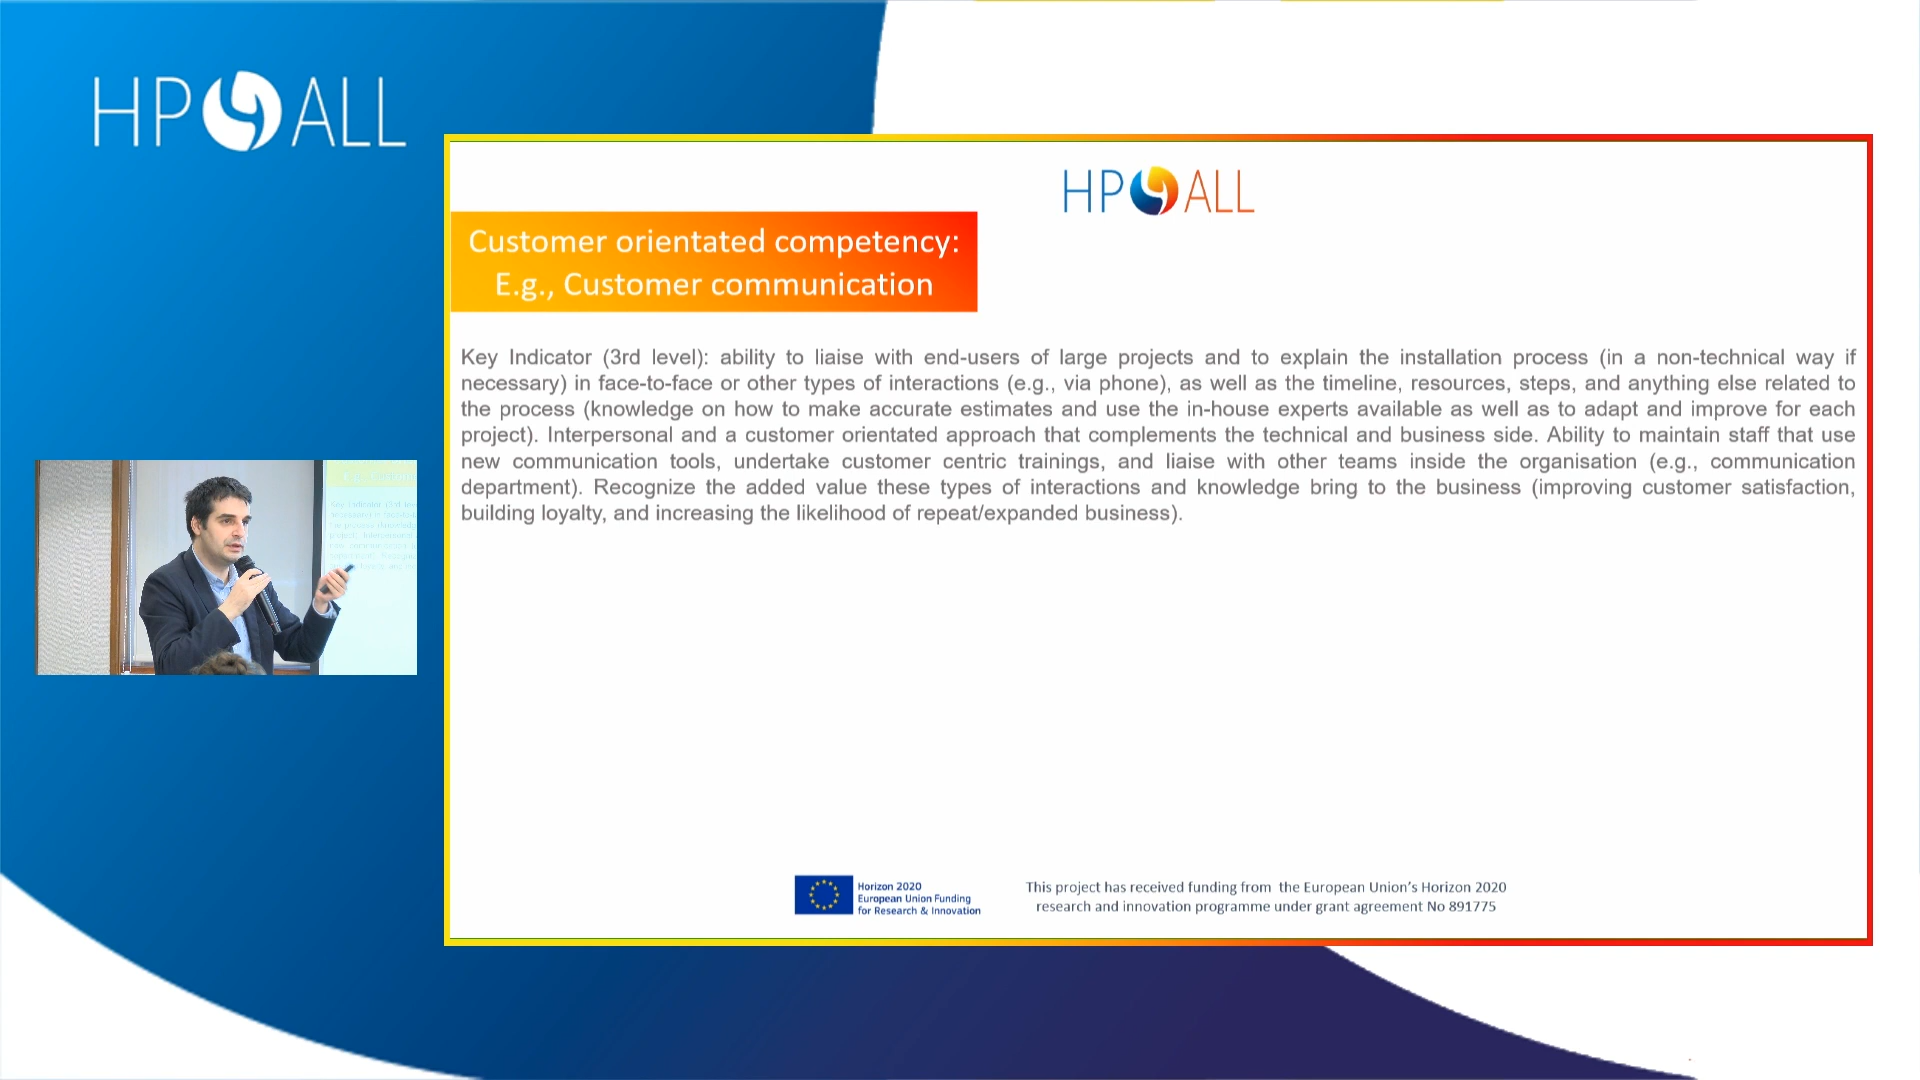 HP4ALL
HP4ALL
Customer orientated competency:
E.g., Customer communication
Key Indicator (3rd level): ability to liaise with end-users of large projects and to explain the installation process (in a non-technical way if
necessary) in face-to-face or other types of interactions (e.g., via phone), as well as the timeline, resources, steps, and anything else related to
the process (knowledge on how to make accurate estimates and use the in-house experts available as well as to adapt and improve for each
project). Interpersonal and a customer orientated approach that complements the technical and business side. Ability to maintain staff that use
new communication tools, undertake customer centric trainings, and liaise with other teams inside the organisation (e.g., communication
department). Recognize the added value these types of interactions and knowledge bring to the business (improving customer satisfaction,
building loyalty, and increasing the likelihood of repeat/expanded business).
Horizon 2020
European Union Funding
for Research & Innovation
This project has received funding from the European Union's Horizon 2020
research and innovation programme under grant agreement No 891775